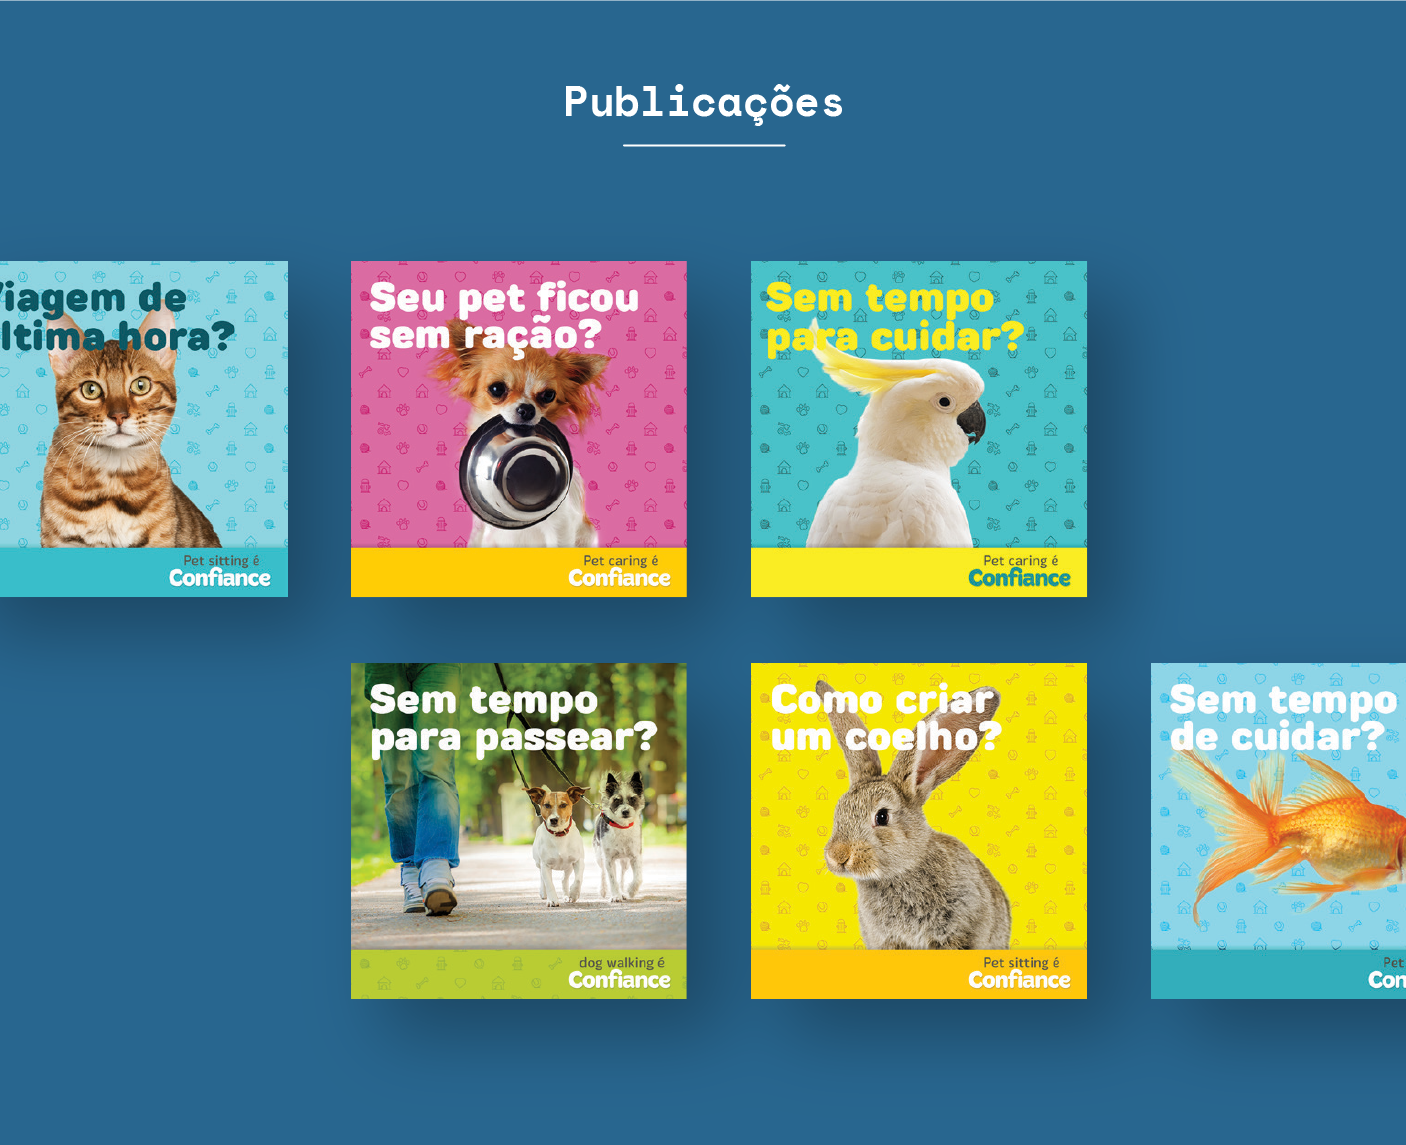 Publicações
iagem de
ltima hora?
Pet sitting é
Confiance
Seu pet ficou
sem ração?
Pet caring é
Confiance
Sem tempo
para cuidar?
Pet caring é
Confiance
Sem tempo
para passear?
dog walking é
Confiance
Como criar
um coelho?
Pet sitting é
Confiance
Sem tempo
de cuidar?
Pet
Con